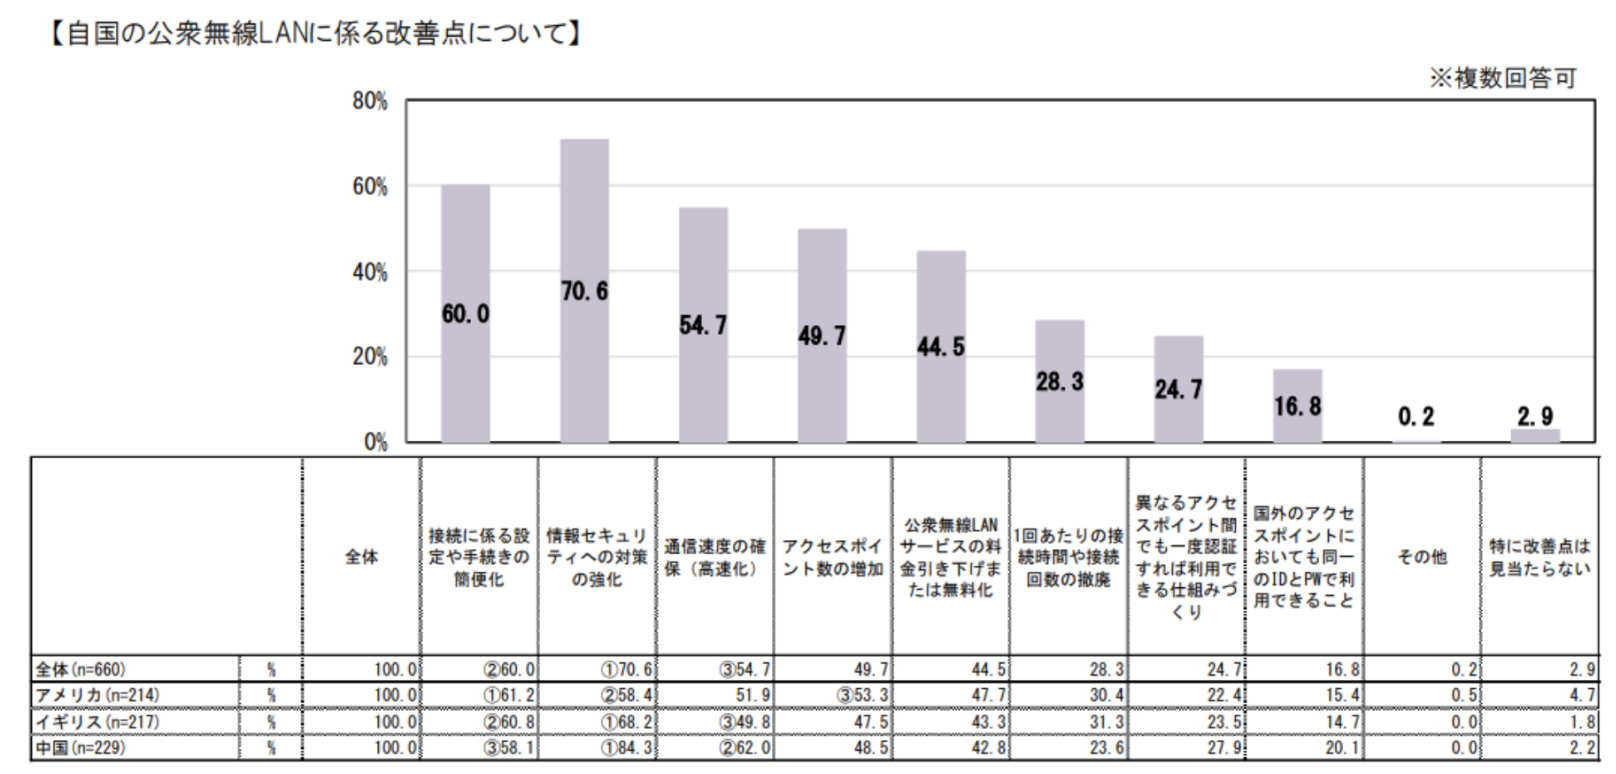 【自国の公衆無線LANに係る改善点について】
※複数回答可
80%
60%
40%
20%
0%
60.0
70.6
54.7
49.7
44.5
28.3
24.7
16.8
0.2
2.9
全体
接続に係る設
定や手続きの
簡便化
情報セキュリ
ティへの対策
の強化
通信速度の確
保（高速化）
アクセスポイ
ント数の増加
公衆無線LAN
サービスの料
金引き下げま
たは無料化
1回あたりの接
続時間や接続
回数の撤廃
異なるアクセ
スポイント間
でも一度認証
すれば利用で
きる仕組みづ
くり
国外のアクセ
スポイントに
おいても同一
のIDとPWで利
用できること
その他
特に改善点は
見当たらない
全体(n=660) % 100.0 ②60.0 ①70.6 ③54.7 49.7 44.5 28.3 24.7 16.8 0.2 2.9
アメリカ(n=214) % 100.0 ①61.2 ②58.4 51.9 ③53.3 47.7 30.4 22.4 15.4 0.5 4.7
イギリス(n=217) % 100.0 ②60.8 ①68.2 ③49.8 47.5 43.3 31.3 23.5 14.7 0.0 1.8
中国(n=229) % 100.0 ③58.1 ①84.3 ②62.0 48.5 42.8 23.6 27.9 20.1 0.0 2.2